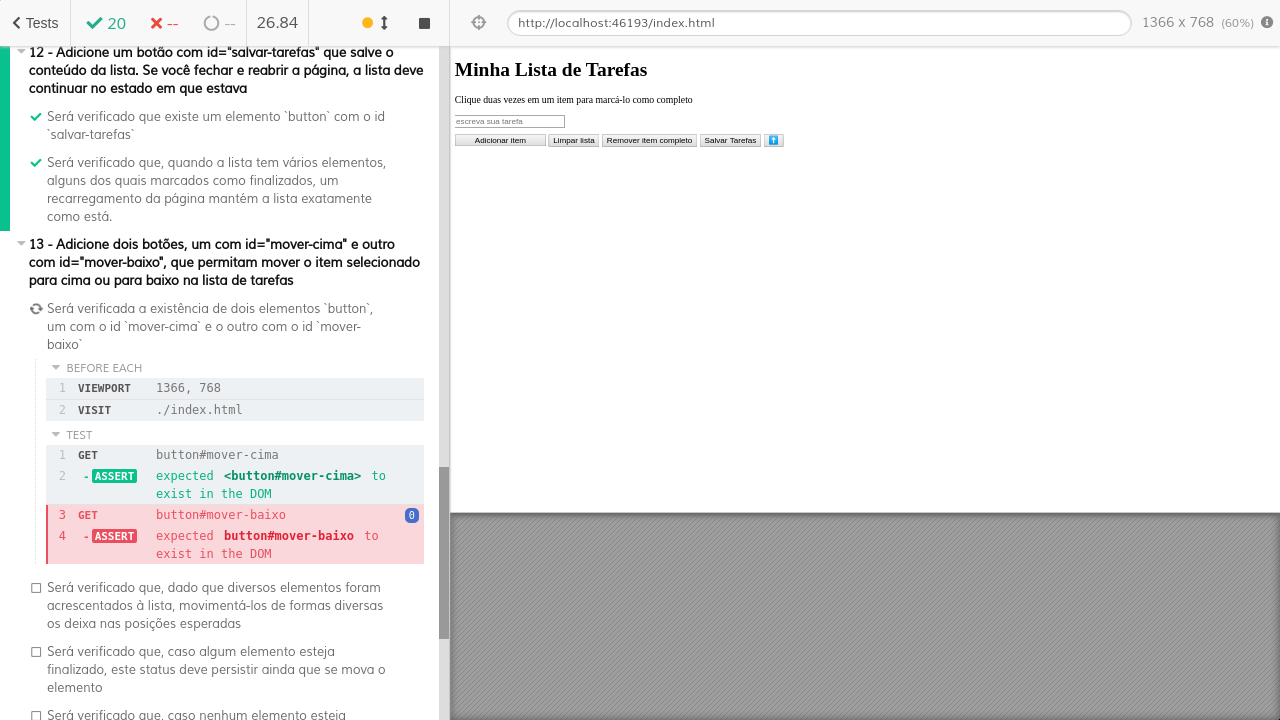 Tests
20
--
--
26.84
http://localhost:46193/index.html
1366 x 768 (60%)
12 - Adicione um botão com id="salvar-tarefas" que salve o
conteúdo da lista. Se você fechar e reabrir a página, a lista deve
continuar no estado em que estava
Será verificado que existe um elemento `button` com o id
`salvar-tarefas`
Será verificado que, quando a lista tem vários elementos,
alguns dos quais marcados como finalizados, um
recarregamento da página mantém a lista exatamente
como está.
13 - Adicione dois botões, um com id="mover-cima" e outro
com id="mover-baixo", que permitam mover o item selecionado
para cima ou para baixo na lista de tarefas
Será verificada a existência de dois elementos `button`,
um com o id `mover-cima` e o outro com o id `mover-
baixo`
BEFORE EACH
1 VIEWPORT 1366, 768
2 VISIT ./index.html
TEST
1 GET button#mover-cima
2 - ASSERT expected <button#mover-cima> to
exist in the DOM
3 GET button#mover-baixo 0
4 - ASSERT expected button#mover-baixo to
exist in the DOM
Será verificado que, dado que diversos elementos foram
acrescentados à lista, movimentá-los de formas diversas
os deixa nas posições esperadas
Será verificado que, caso algum elemento esteja
finalizado, este status deve persistir ainda que se mova o
elemento
Será verificado que, caso nenhum elemento esteja
Minha Lista de Tarefas
Clique duas vezes em um item para marcá-lo como completo
escreva sua tarefa
Adicionar item Limpar lista Remover item completo Salvar Tarefas ⬆️